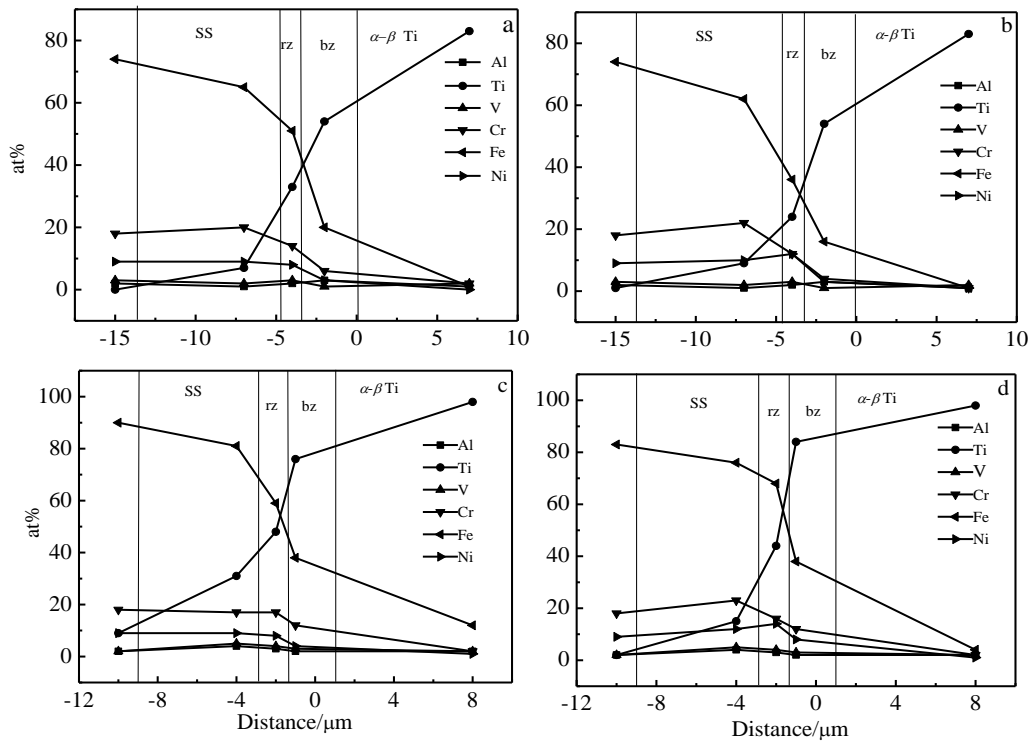 a
SS
rz
bz
α-β Ti
Al
Ti
V
Cr
Fe
Ni
at%
80
60
40
20
0
-15
-10
-5
0
5
10
b
SS
rz
bz
α-β Ti
Al
Ti
V
Cr
Fe
Ni
80
60
40
20
0
-15
-10
-5
0
5
10
c
SS
rz
bz
α-β Ti
Al
Ti
V
Cr
Fe
Ni
at%
100
80
60
40
20
0
-12
-8
-4
0
4
8
Distance/μm
d
SS
rz
bz
α-β Ti
Al
Ti
V
Cr
Fe
Ni
100
80
60
40
20
0
-12
-8
-4
0
4
8
Distance/μm